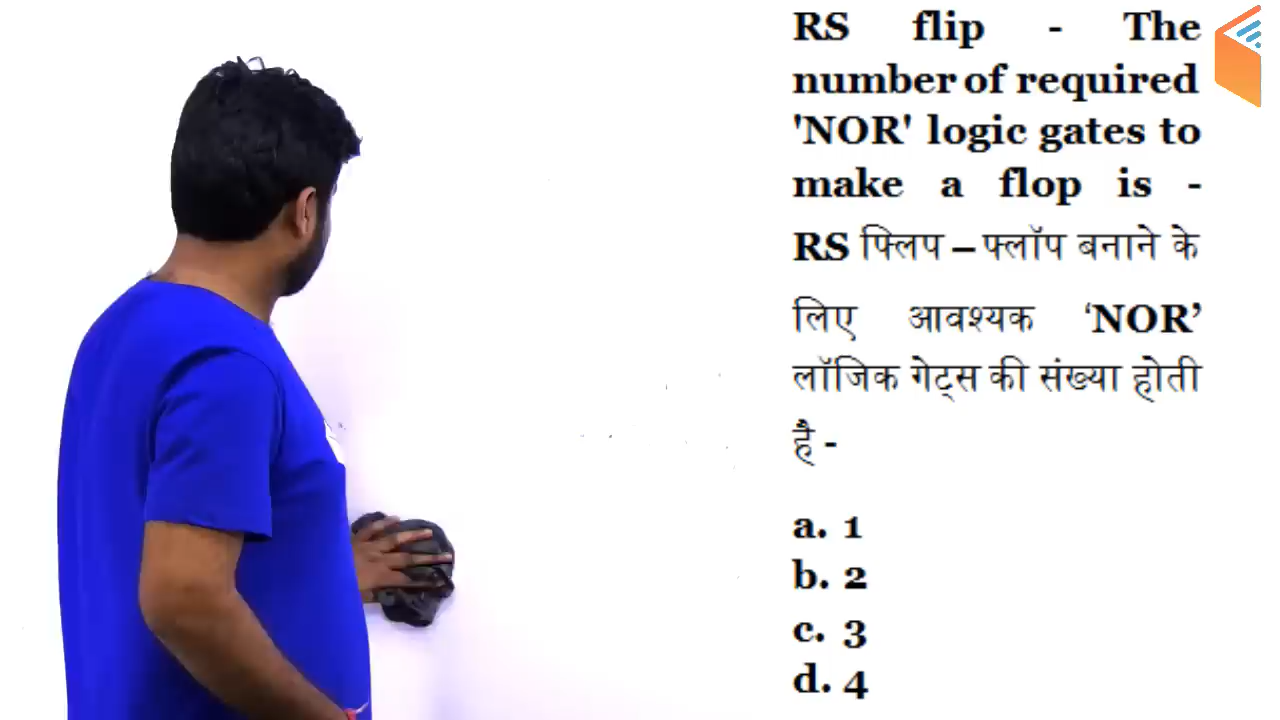 RS flip - The
number of required
'NOR' logic gates to
make a flop is -
RS फ्लिप – फ्लॉप बनाने के
लिए आवश्यक ‘NOR’
लॉजिक गेट्स की संख्या होती
है -
a. 1
b. 2
c. 3
d. 4